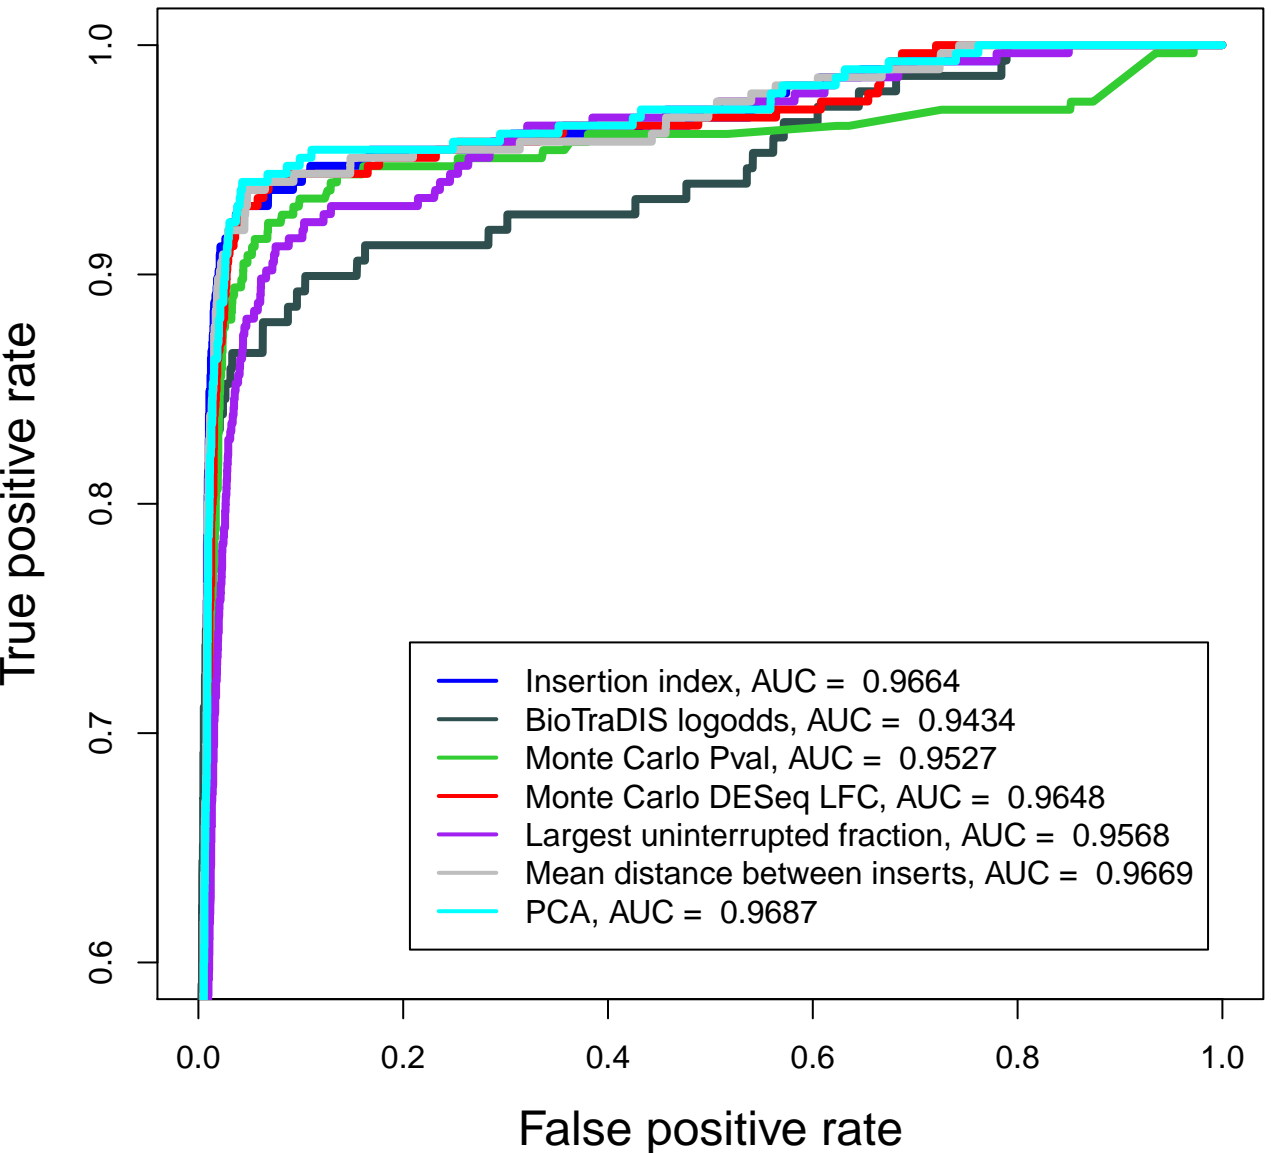 True positive rate
1.0
0.9
0.8
0.7
0.6
Insertion index, AUC = 0.9664
BioTraDIS logodds, AUC = 0.9434
Monte Carlo Pval, AUC = 0.9527
Monte Carlo DESeq LFC, AUC = 0.9648
Largest uninterrupted fraction, AUC = 0.9568
Mean distance between inserts, AUC = 0.9669
PCA, AUC = 0.9687
0.0 0.2 0.4 0.6 0.8 1.0
False positive rate